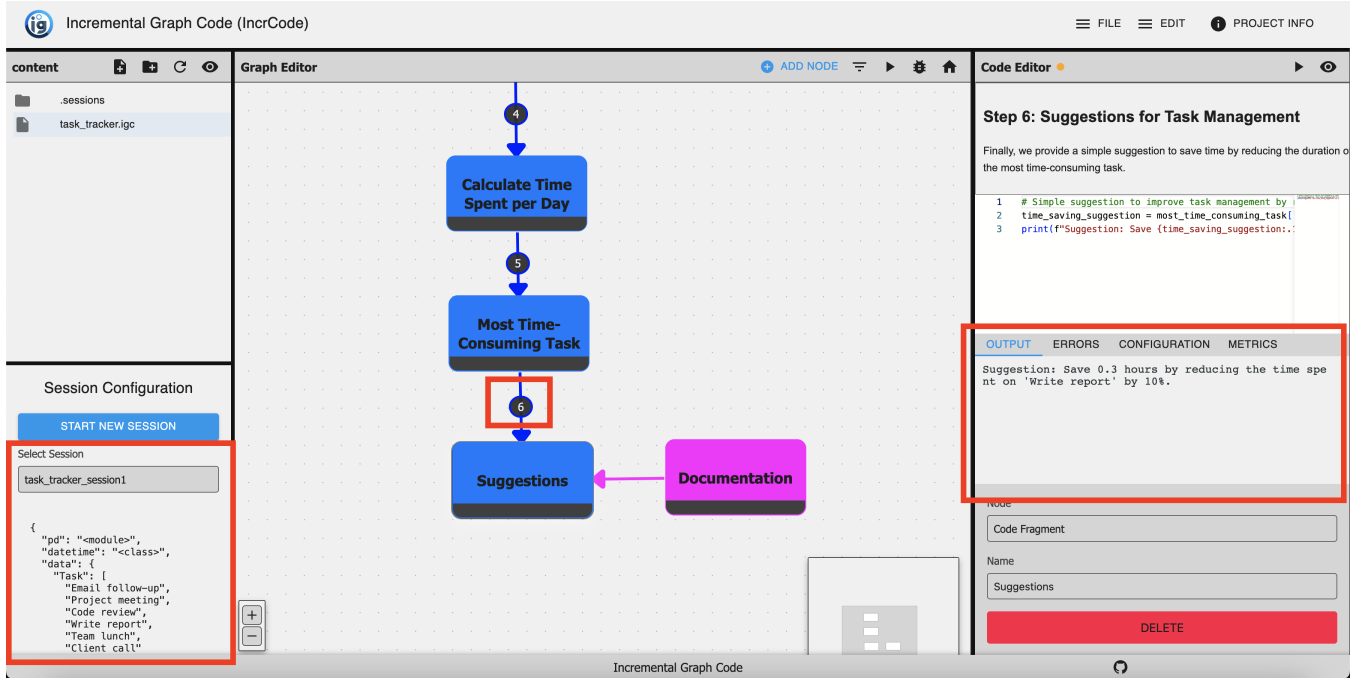 ig
Incremental Graph Code (IncrCode)
FILE
EDIT
PROJECT INFO
content
.sessions
task_tracker.igc
Session Configuration
START NEW SESSION
Select Session
task_tracker_session1
{
"pd": "<module>",
"datetime": "<class>",
"data": {
"Task": [
"Email follow-up",
"Project meeting",
"Code review",
"Write report",
"Team lunch",
"Client call"
Graph Editor
ADD NODE
4
Calculate Time
Spent per Day
5
Most Time-
Consuming Task
6
Suggestions
Documentation
+
−
Code Editor
Step 6: Suggestions for Task Management
Finally, we provide a simple suggestion to save time by reducing the duration o
the most time-consuming task.
1 # Simple suggestion to improve task management by
2 time_saving_suggestion = most_time_consuming_task[
3 print(f"Suggestion: Save {time_saving_suggestion:.
OUTPUT
ERRORS
CONFIGURATION
METRICS
Suggestion: Save 0.3 hours by reducing the time spe
nt on 'Write report' by 10%.
Node
Code Fragment
Name
Suggestions
DELETE
Incremental Graph Code